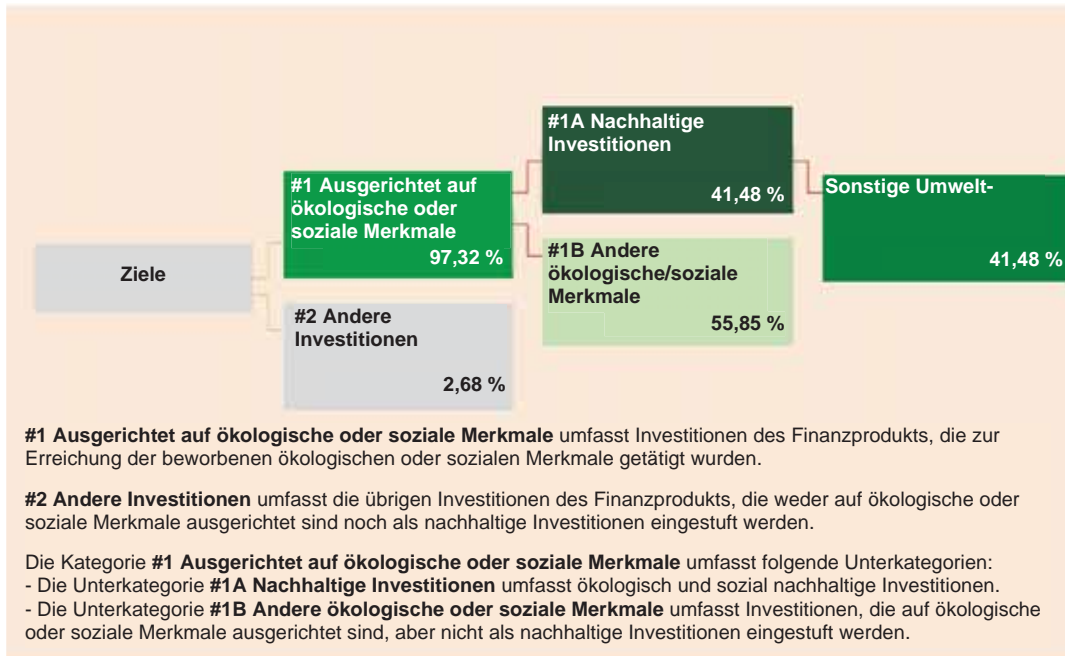 Ziele
#1 Ausgerichtet auf
ökologische oder
soziale Merkmale
97,32 %
#2 Andere
Investitionen
2,68 %
#1A Nachhaltige
Investitionen
41,48 %
#1B Andere
ökologische/soziale
Merkmale
55,85 %
Sonstige Umwelt-
41,48 %
#1 Ausgerichtet auf ökologische oder soziale Merkmale umfasst Investitionen des Finanzprodukts, die zur
Erreichung der beworbenen ökologischen oder sozialen Merkmale getätigt wurden.
#2 Andere Investitionen umfasst die übrigen Investitionen des Finanzprodukts, die weder auf ökologische oder
soziale Merkmale ausgerichtet sind noch als nachhaltige Investitionen eingestuft werden.
Die Kategorie #1 Ausgerichtet auf ökologische oder soziale Merkmale umfasst folgende Unterkategorien:
- Die Unterkategorie #1A Nachhaltige Investitionen umfasst ökologisch und sozial nachhaltige Investitionen.
- Die Unterkategorie #1B Andere ökologische oder soziale Merkmale umfasst Investitionen, die auf ökologische
oder soziale Merkmale ausgerichtet sind, aber nicht als nachhaltige Investitionen eingestuft werden.